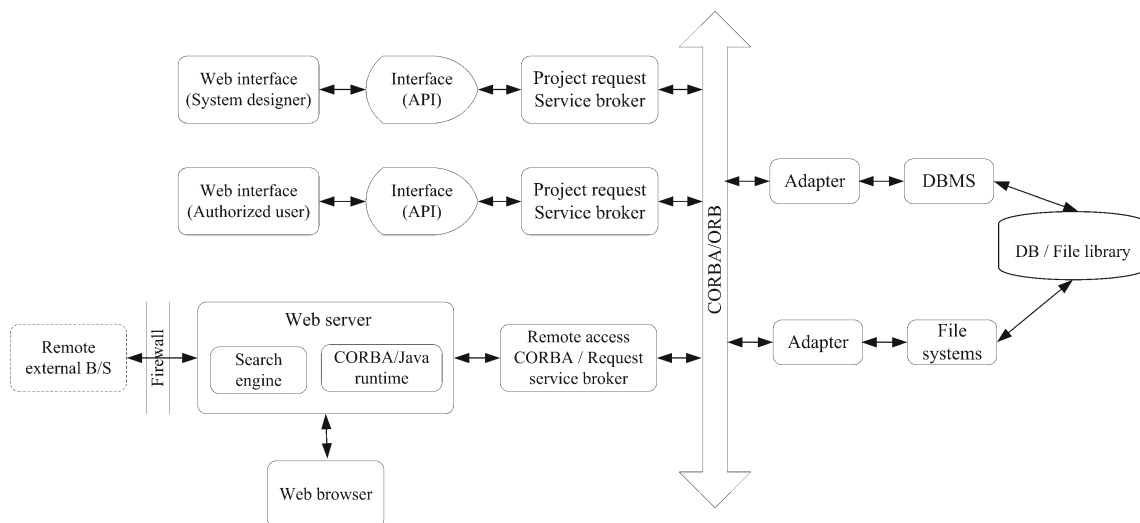 Web interface
(System designer)
Interface
(API)
Project request
Service broker
Web interface
(Authorized user)
Interface
(API)
Project request
Service broker
CORBA/ORB
Adapter
DBMS
DB / File library
Adapter
File
systems
Remote
external B/S
Firewall
Web server
Search
engine
CORBA/Java
runtime
Remote access
CORBA / Request
service broker
Web browser